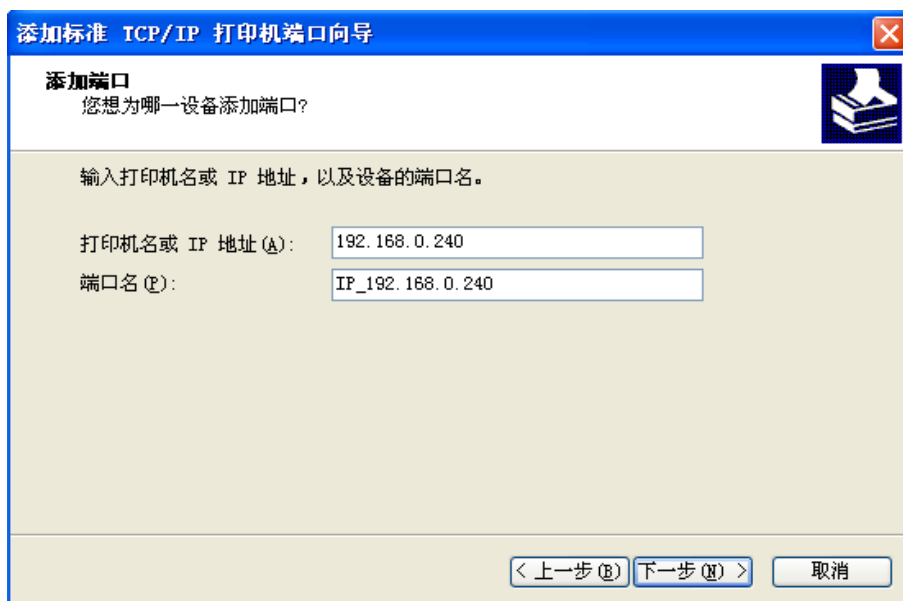 添加标准 TCP/IP 打印机端口向导
添加端口
您想为哪一设备添加端口?
输入打印机名或 IP 地址，以及设备的端口名。
打印机名或 IP 地址(A): 192.168.0.240
端口名(P): IP_192.168.0.240
< 上一步(B) 下一步(N) > 取消